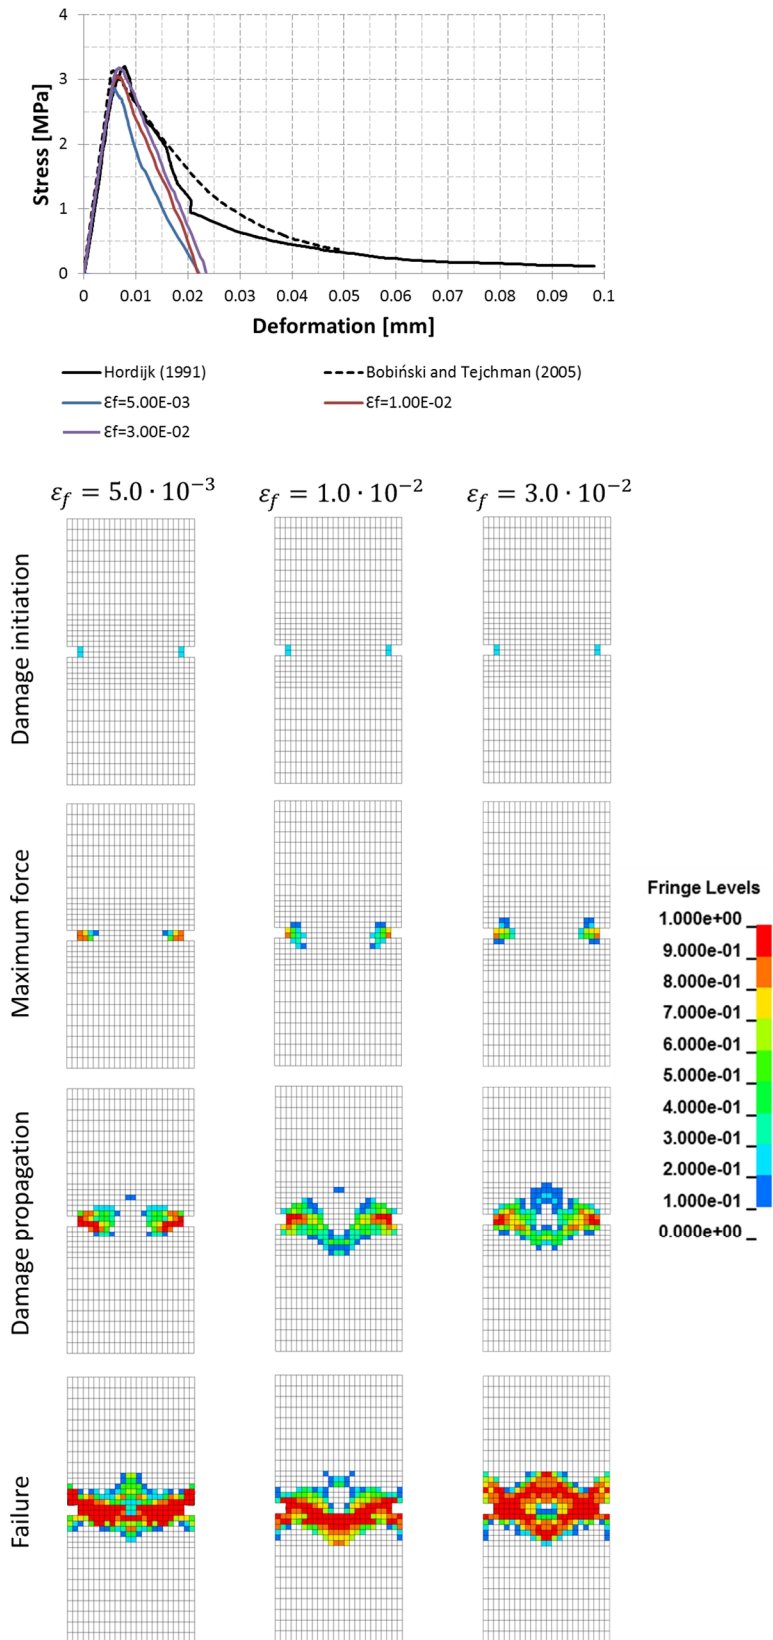 4
3
2
1
0
Stress [MPa]
0 0.01 0.02 0.03 0.04 0.05 0.06 0.07 0.08 0.09 0.1
Deformation [mm]
Hordijk (1991) Bobiński and Tejchman (2005)
Ɛf=5.00E-03 Ɛf=1.00E-02
Ɛf=3.00E-02
εf = 5.0 · 10⁻³ εf = 1.0 · 10⁻² εf = 3.0 · 10⁻²
Damage initiation
Maximum force
Damage propagation
Failure
Fringe Levels
1.000e+00
9.000e-01
8.000e-01
7.000e-01
6.000e-01
5.000e-01
4.000e-01
3.000e-01
2.000e-01
1.000e-01
0.000e+00